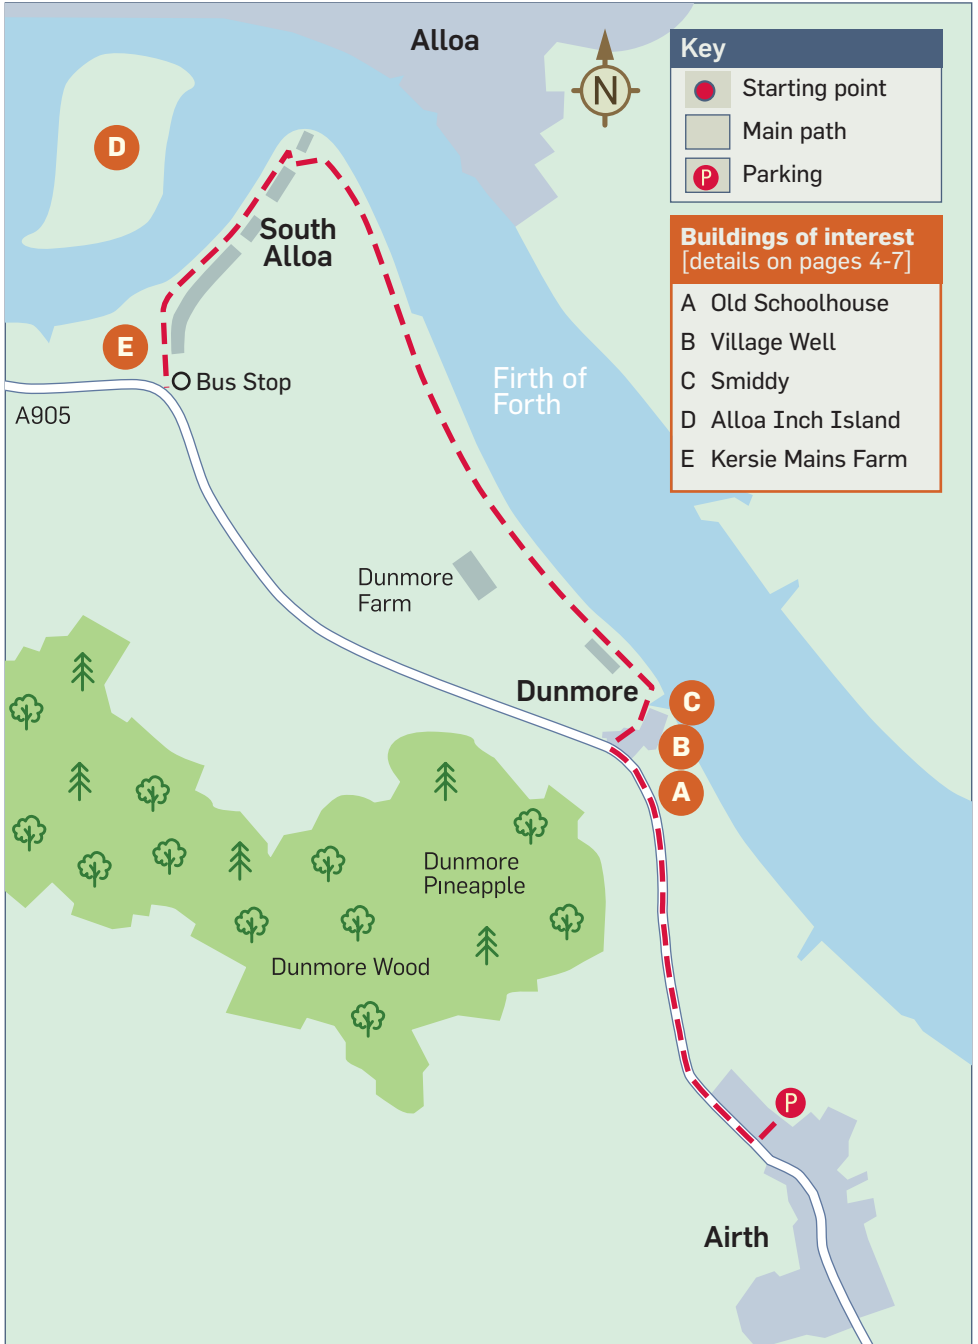 Alloa
N
Key
Starting point
Main path
P Parking
D
South
Alloa
Buildings of interest
[details on pages 4-7]
A Old Schoolhouse
B Village Well
C Smiddy
D Alloa Inch Island
E Kersie Mains Farm
E
Bus Stop
A905
Firth of
Forth
Dunmore
Farm
Dunmore
C
B
A
Dunmore
Pineapple
Dunmore Wood
P
Airth